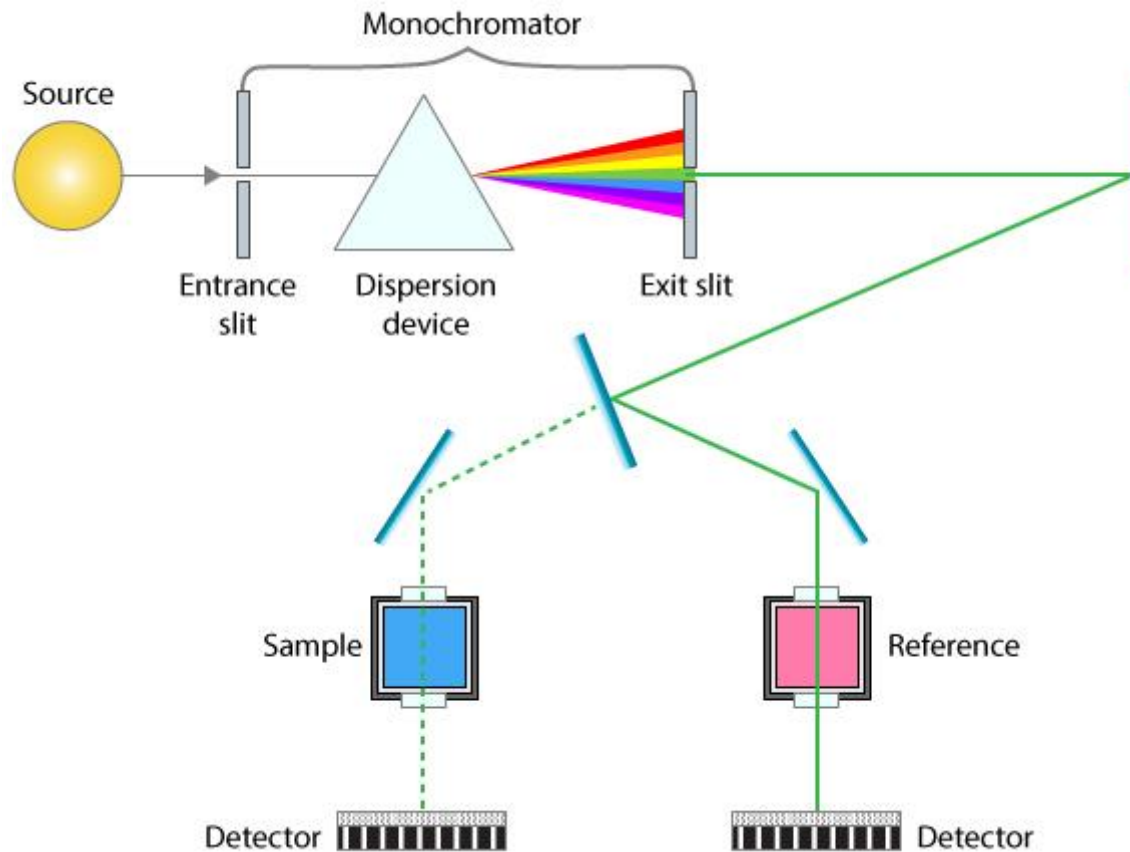 Monochromator
Source
Entrance
slit
Dispersion
device
Exit slit
Sample
Reference
Detector
Detector